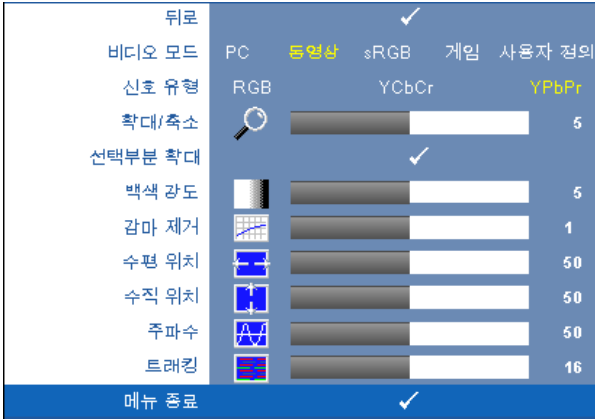 뒤로
비디오 모드 PC 동영상 sRGB 게임 사용자 정의
신호 유형 RGB YCbCr YPbPr
확대/축소 5
선택부분 확대
백색 강도 5
감마 제거 1
수평 위치 50
수직 위치 50
주파수 50
트래킹 16
메뉴 종료